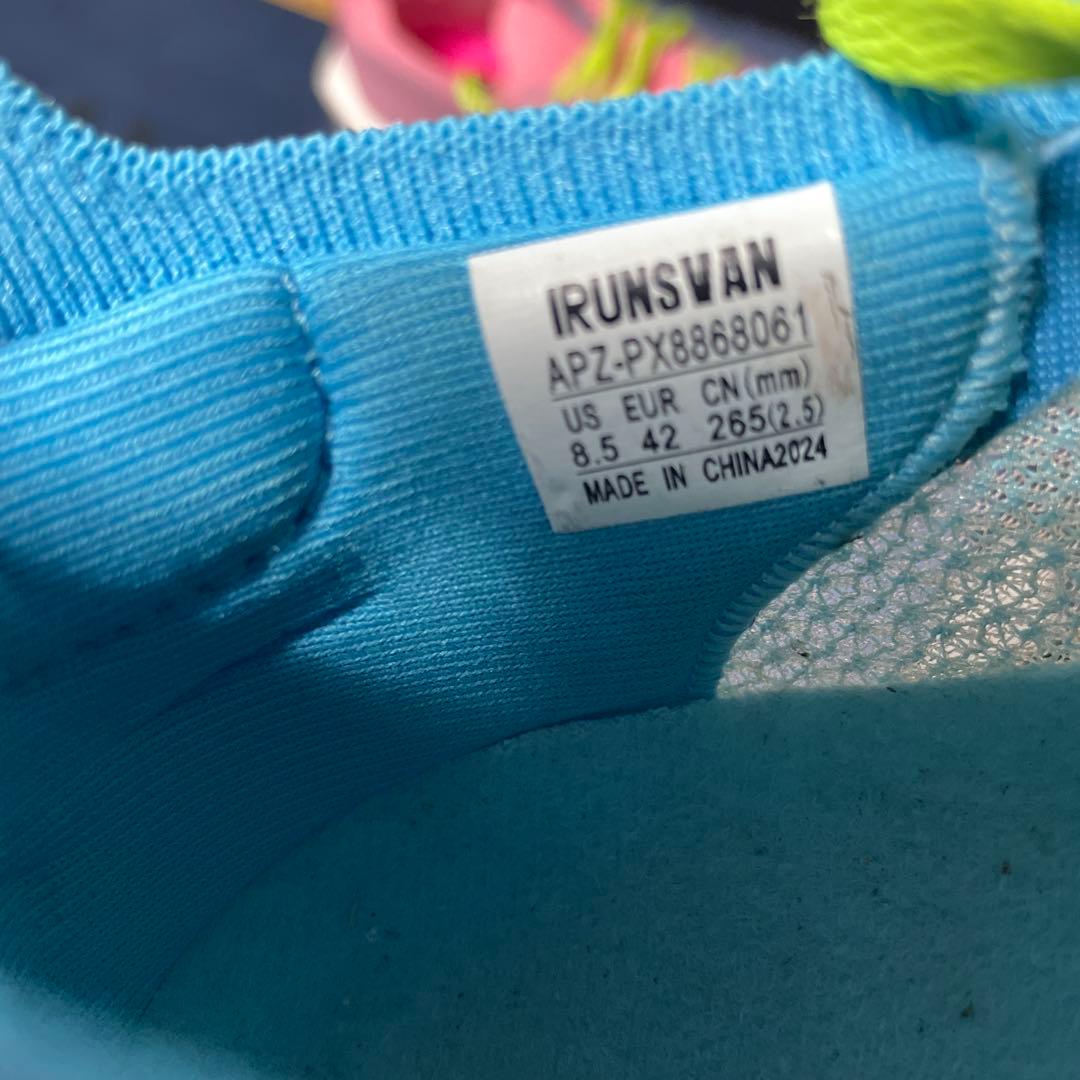 IRUNSVAN
APZ-PX8868061
US EUR CN(mm)
8.5 42 265(2.5)
MADE IN CHINA2024